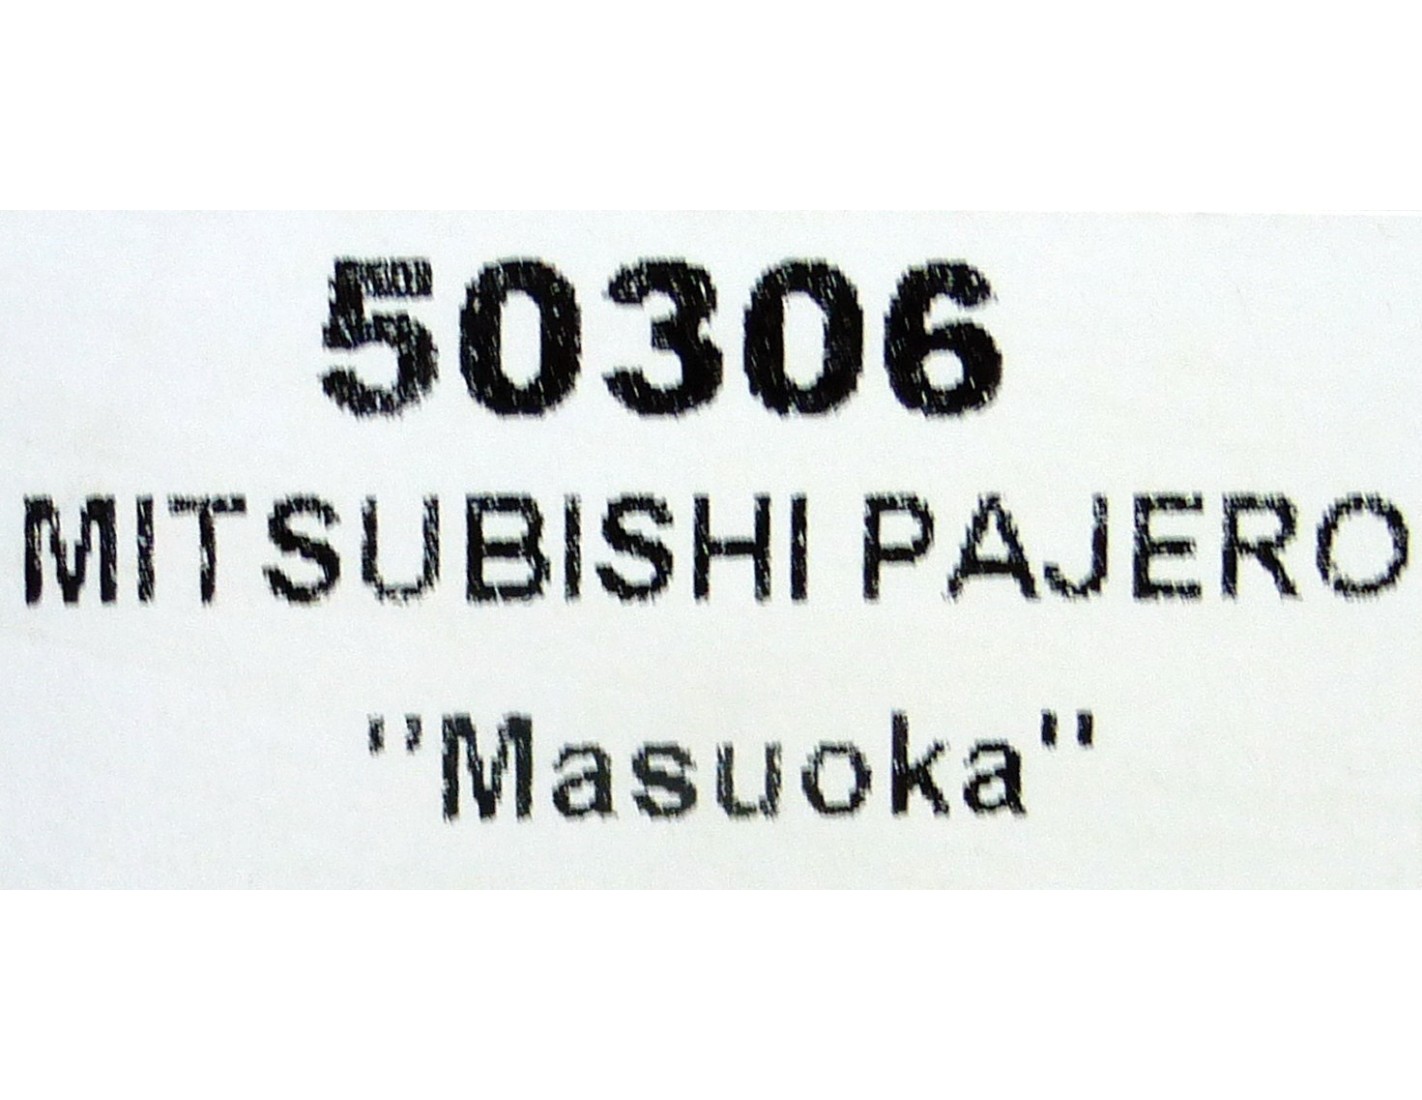 50306
MITSUBISHI PAJERO
"Masuoka"